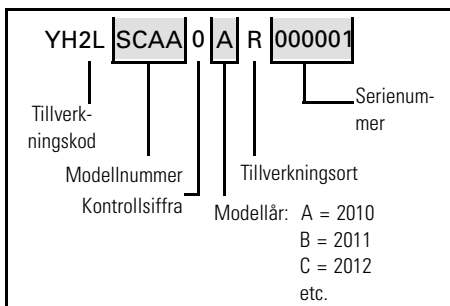 YH2L SCAA 0 A R 000001
Serienum-
mer
Tillverk-
ningskod
Modellnummer
Tillverkningsort
Kontrollsiffra
Modellår: A = 2010
B = 2011
C = 2012
etc.